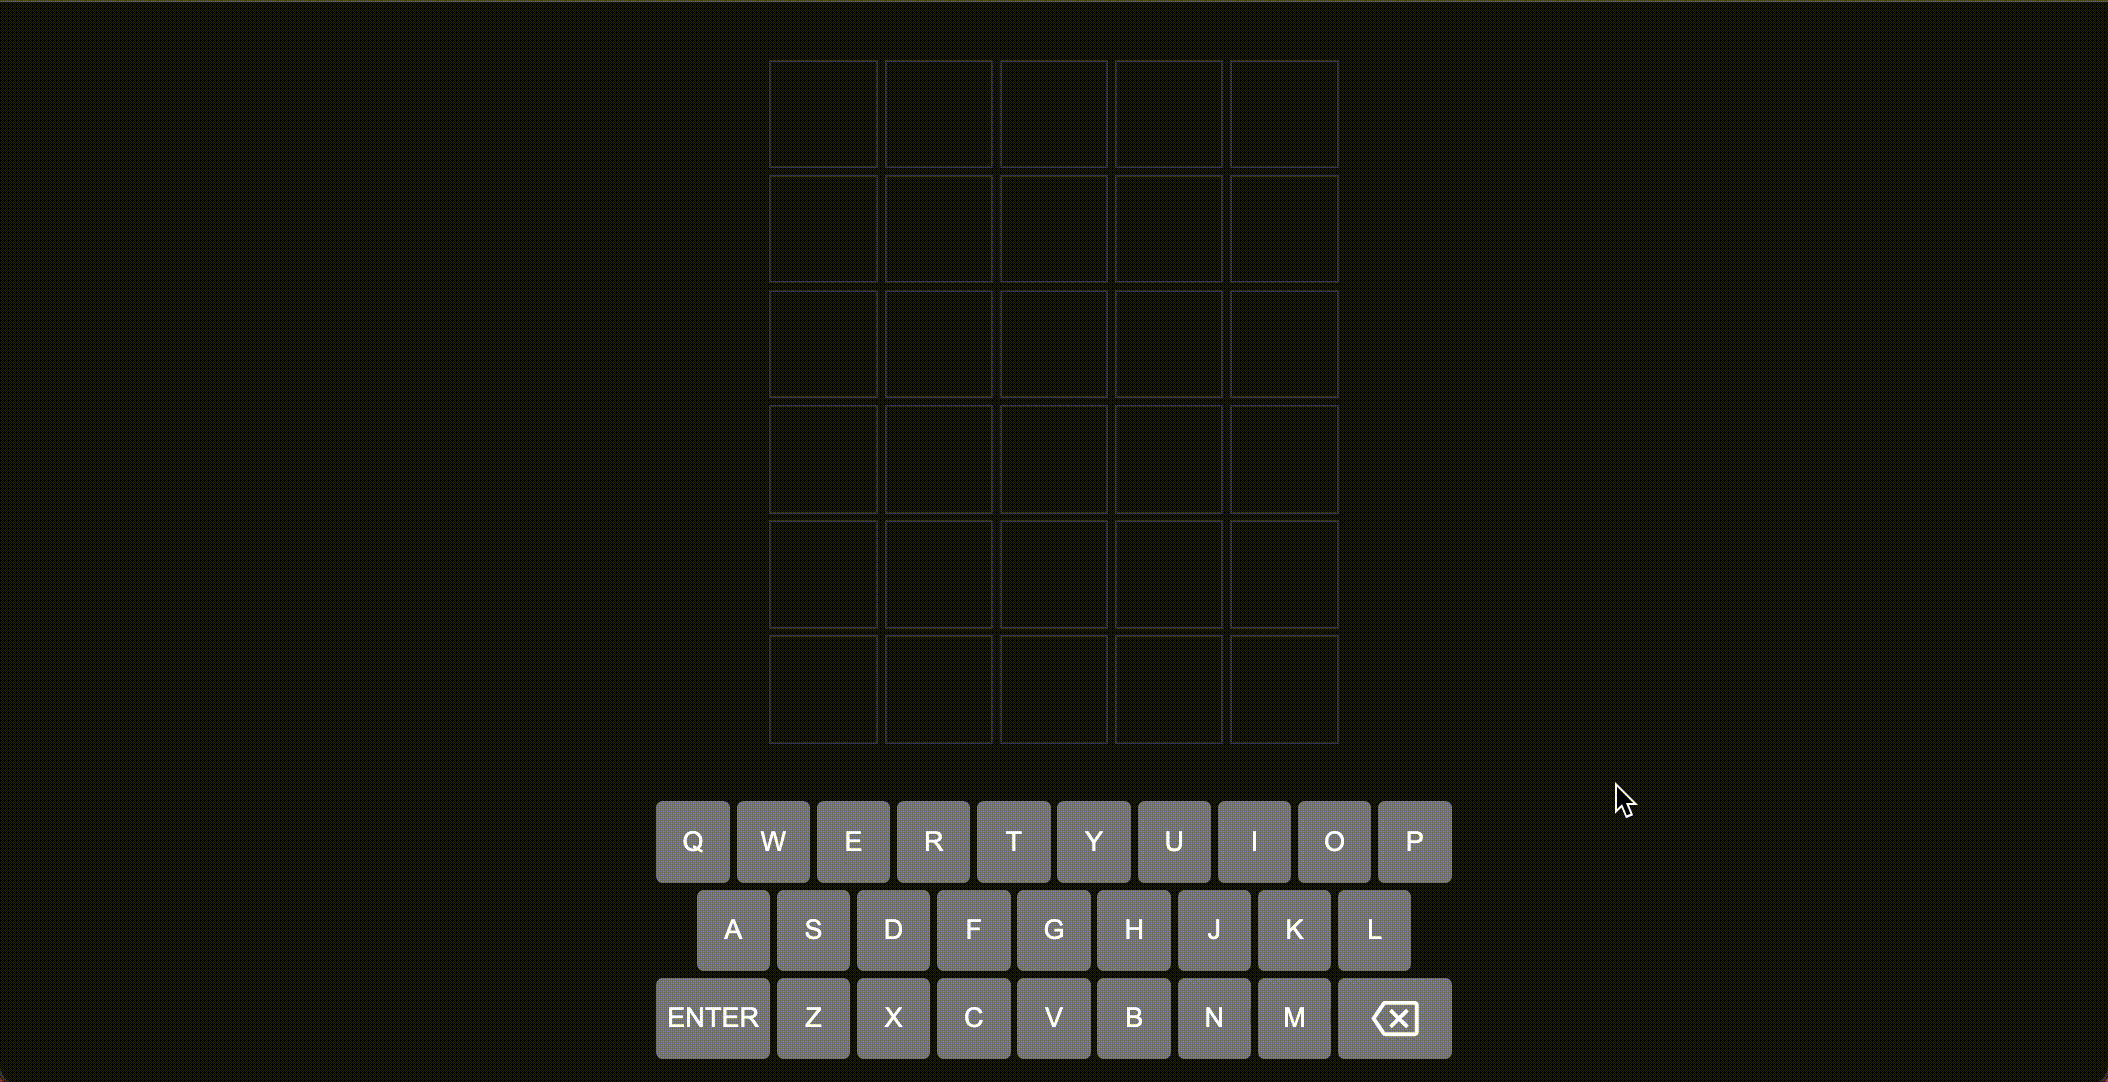 Q W E R T Y U I O P
A S D F G H J K L
ENTER Z X C V B N M